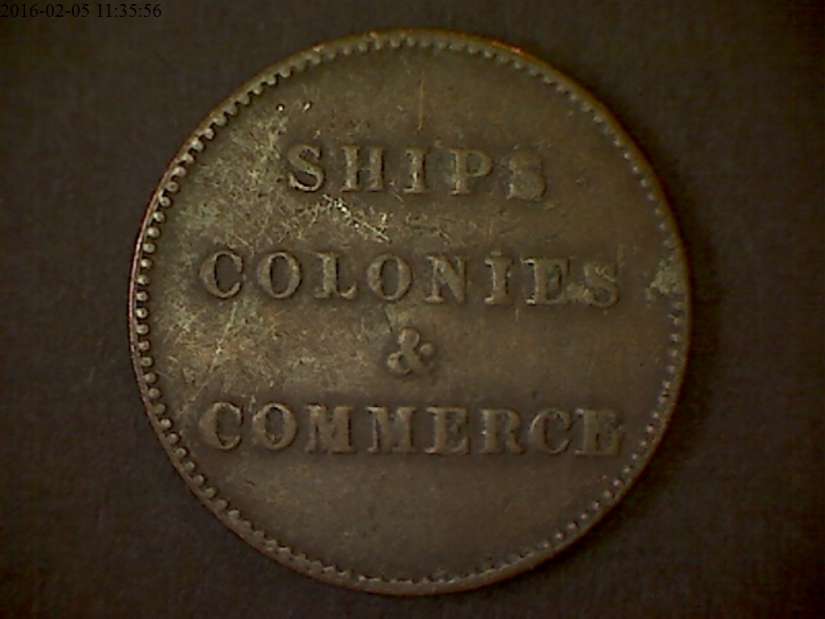 2016-02-05 11:35:56
SHIPS
COLONIES
&
COMMERCE